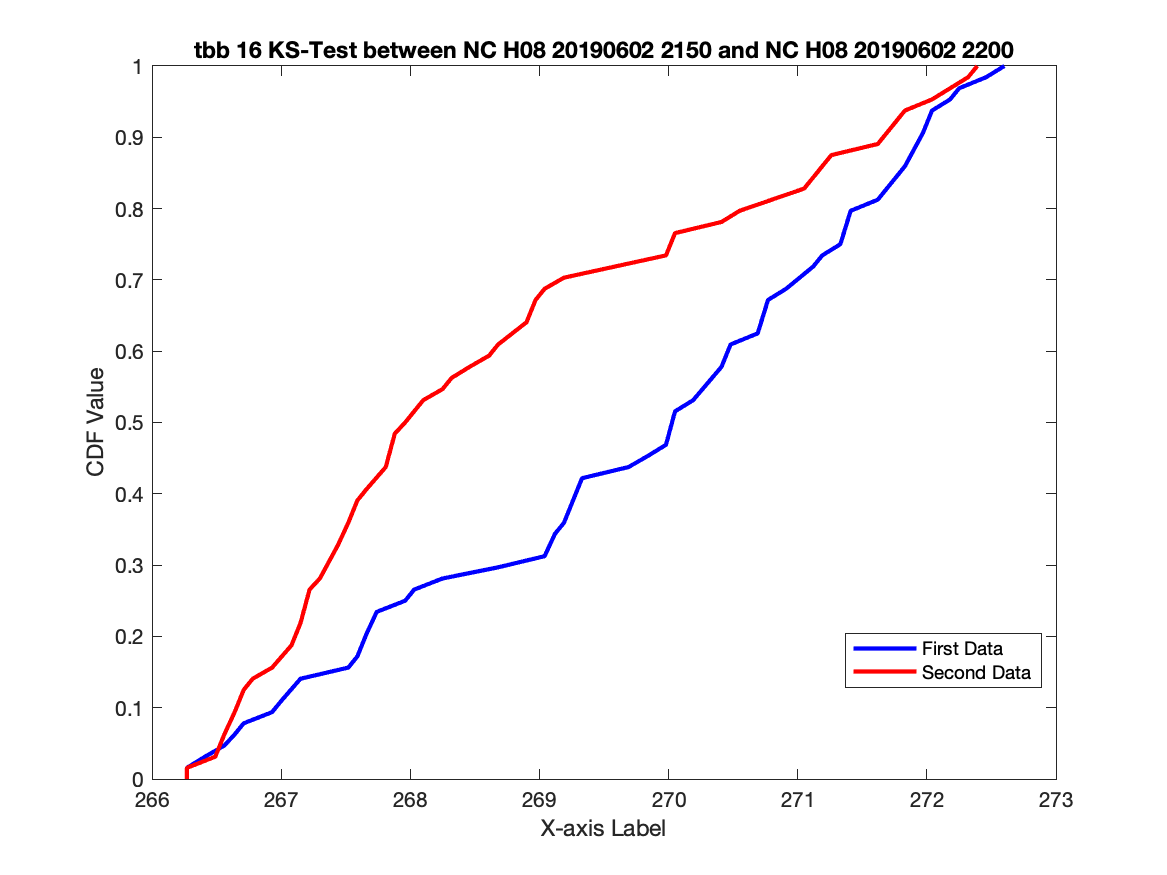 tbb 16 KS-Test between NC H08 20190602 2150 and NC H08 20190602 2200
1
0.9
0.8
0.7
0.6
0.5
0.4
0.3
0.2
0.1
0
CDF Value
First Data
Second Data
266 267 268 269 270 271 272 273
X-axis Label